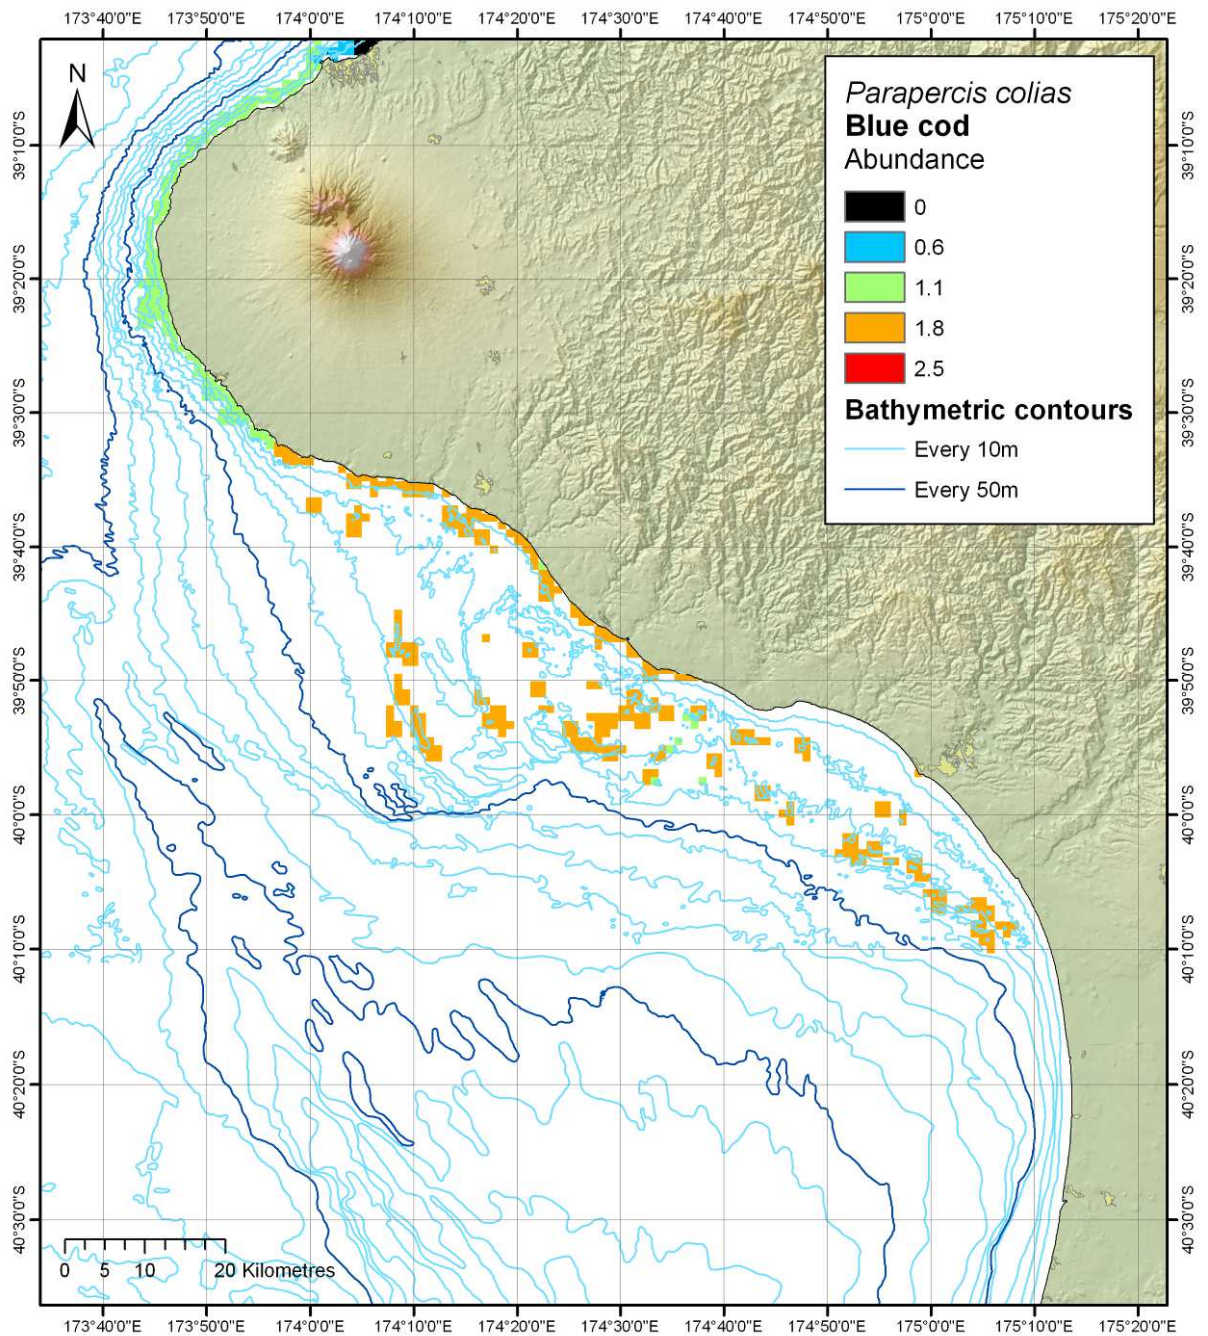 173°40'0"E 173°50'0"E 174°0'0"E 174°10'0"E 174°20'0"E 174°30'0"E 174°40'0"E 174°50'0"E 175°0'0"E 175°10'0"E 175°20'0"E
N
Parapercis colias
Blue cod
Abundance
0
0.6
1.1
1.8
2.5
Bathymetric contours
Every 10m
Every 50m
39°10'0"S
39°20'0"S
39°30'0"S
39°40'0"S
39°50'0"S
40°0'0"S
40°10'0"S
40°20'0"S
40°30'0"S
39°10'0"S
39°20'0"S
39°30'0"S
39°40'0"S
39°50'0"S
40°0'0"S
40°10'0"S
40°20'0"S
40°30'0"S
0 5 10 20 Kilometres
173°40'0"E 173°50'0"E 174°0'0"E 174°10'0"E 174°20'0"E 174°30'0"E 174°40'0"E 174°50'0"E 175°0'0"E 175°10'0"E 175°20'0"E